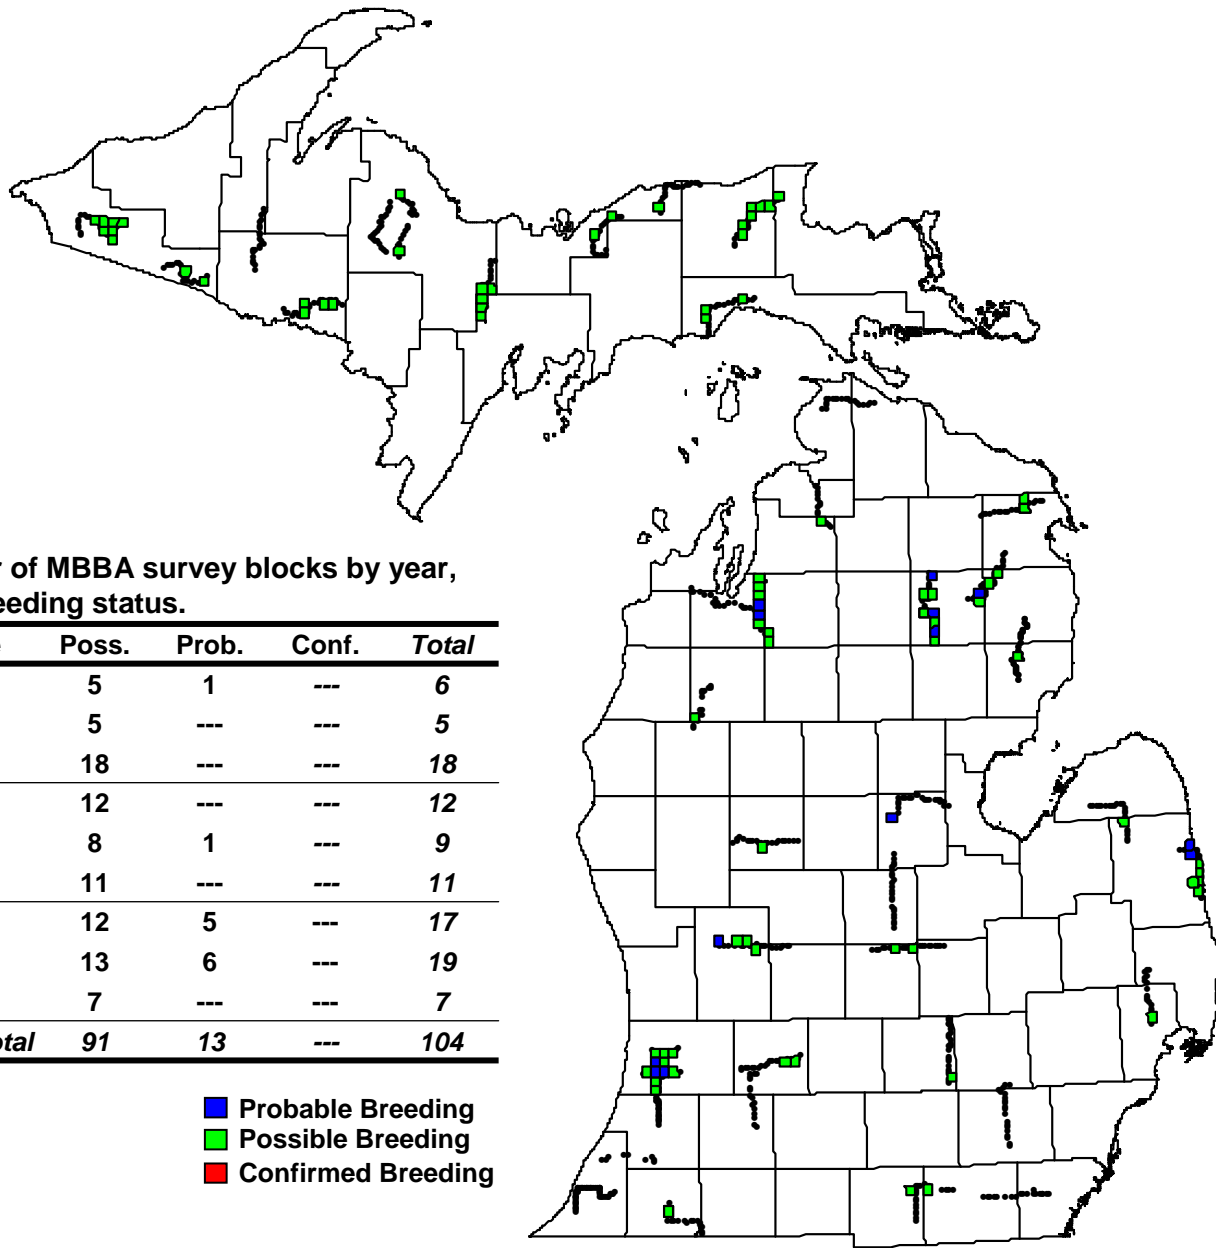 of MBBA survey blocks by year,
status.
Poss. Prob. Conf. Total
5 1 --- 6
5 --- --- 5
18 --- --- 18
12 --- --- 12
8 1 --- 9
11 --- --- 11
12 5 --- 17
13 6 --- 19
7 --- --- 7
91 13 --- 104
Probable Breeding
Possible Breeding
Confirmed Breeding